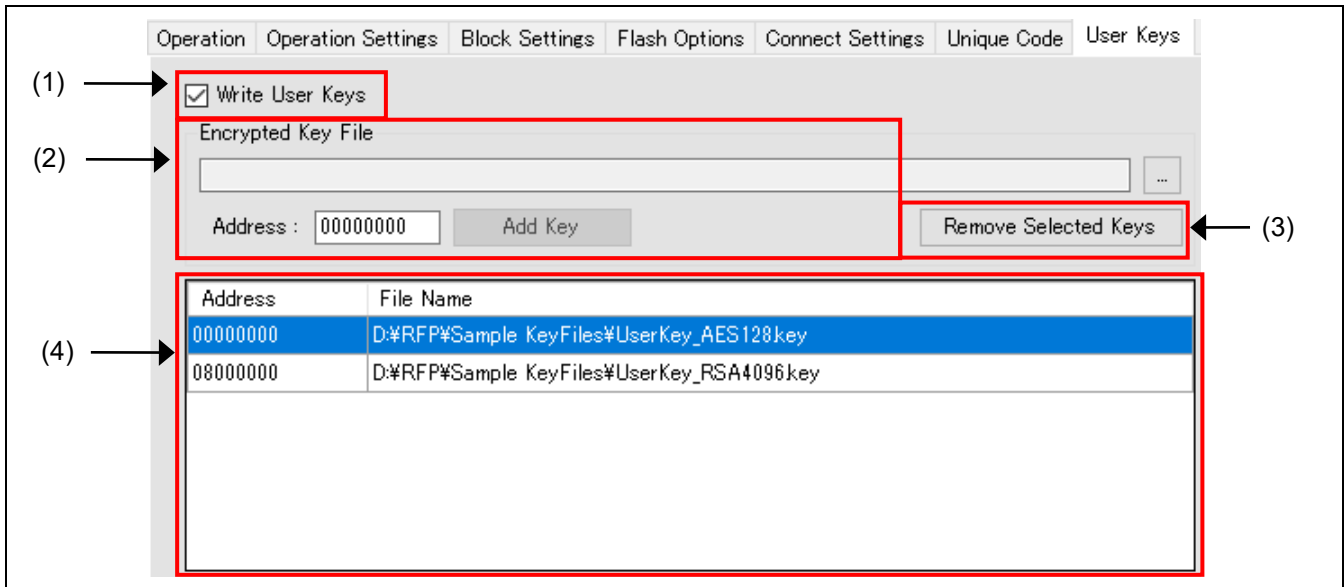 Operation Operation Settings Block Settings Flash Options Connect Settings Unique Code User Keys
(1)
Write User Keys
Encrypted Key File
(2)
...
Address : 00000000 Add Key Remove Selected Keys
(3)
Address File Name
00000000 D:¥RFP¥Sample KeyFiles¥UserKey_AES128.key
(4)
08000000 D:¥RFP¥Sample KeyFiles¥UserKey_RSA4096.key